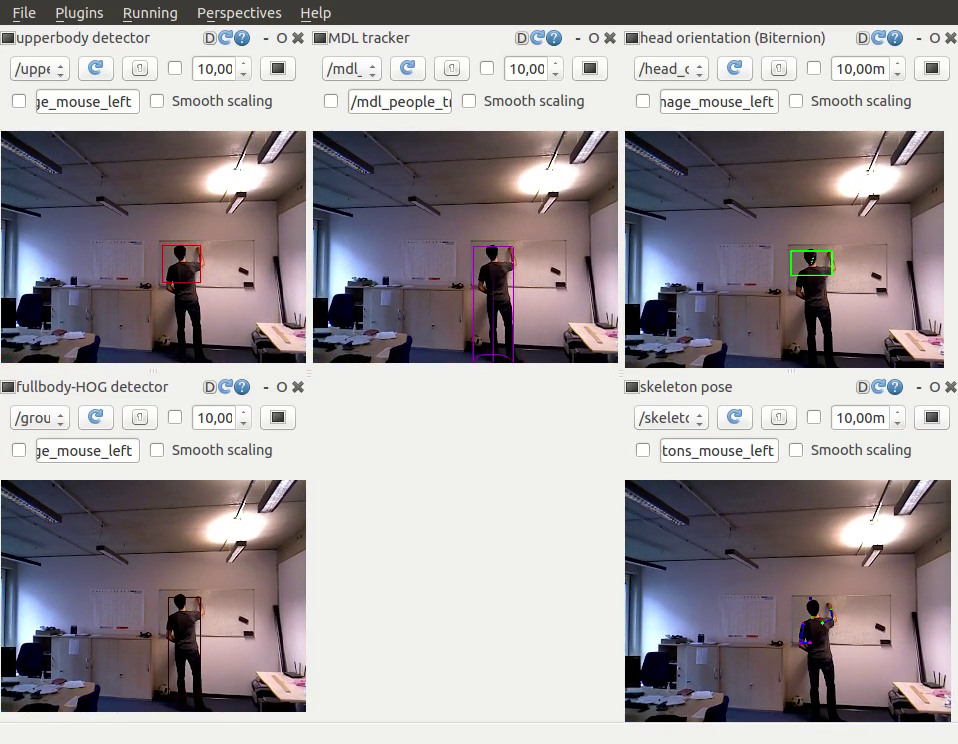 File Plugins Running Perspectives Help
upperbody detector D ? - O
MDL tracker D ? - O
head orientation (Biternion) D ? - O
/uppe 10,00
/mdl_ 10,00
/head_o 10,00m
ge_mouse_left Smooth scaling
/mdl_people_tr Smooth scaling
nage_mouse_left Smooth scaling
fullbody-HOG detector D ? - O
skeleton pose D ? - O
/grou 10,00
/skeletc 10,00m
ge_mouse_left Smooth scaling
tons_mouse_left Smooth scaling